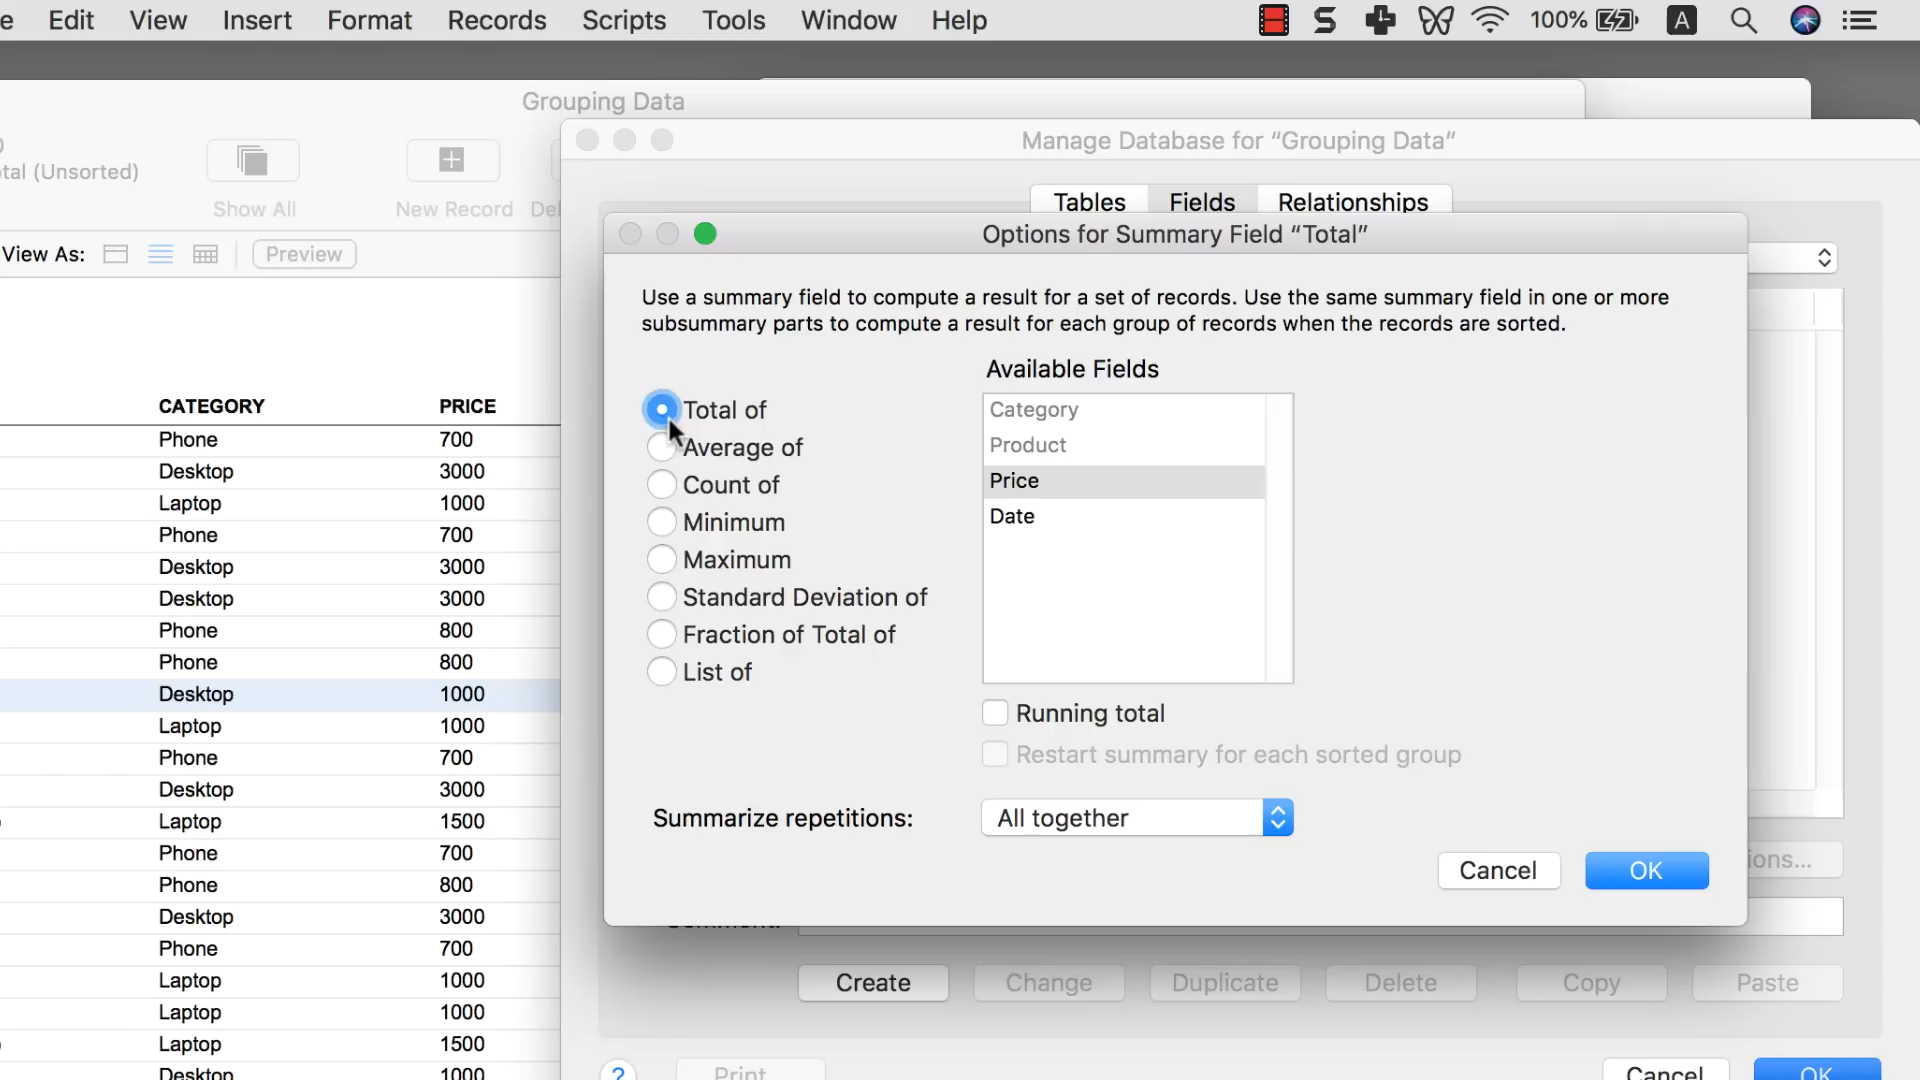 e Edit View Insert Format Records Scripts Tools Window Help 100% A
Grouping Data
Manage Database for “Grouping Data”
tal (Unsorted)
Show All
New Record
Tables Fields Relationships
View As: Preview
Options for Summary Field “Total”
Use a summary field to compute a result for a set of records. Use the same summary field in one or more
subsummary parts to compute a result for each group of records when the records are sorted.
Available Fields
Total of
Average of
Count of
Minimum
Maximum
Standard Deviation of
Fraction of Total of
List of
Category
Product
Price
Date
Running total
Restart summary for each sorted group
Summarize repetitions: All together
Cancel OK
ions...
Create Change Duplicate Delete Copy Paste
? Print Cancel OK
CATEGORY PRICE
Phone 700
Desktop 3000
Laptop 1000
Phone 700
Desktop 3000
Desktop 3000
Phone 800
Phone 800
Desktop 1000
Laptop 1000
Phone 700
Desktop 3000
Laptop 1500
Phone 700
Phone 800
Desktop 3000
Phone 700
Laptop 1000
Laptop 1000
Laptop 1500
Desktop 1000